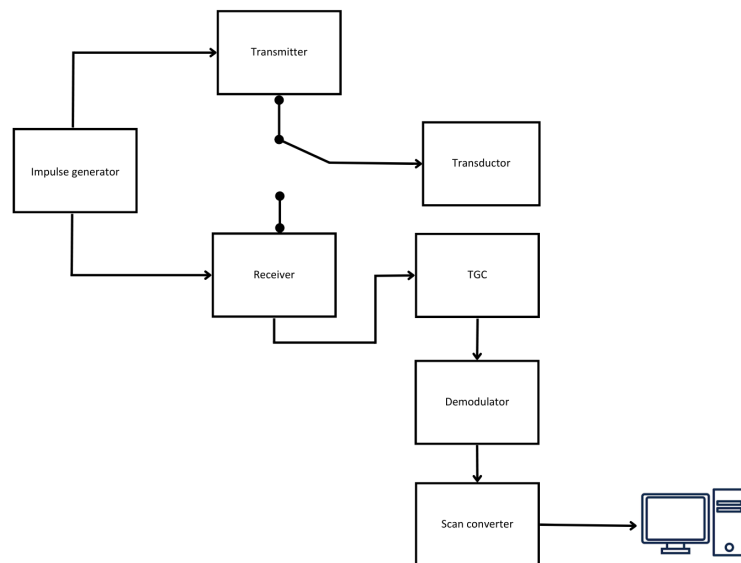 Transmitter
Impulse generator
Transductor
Receiver
TGC
Demodulator
Scan converter